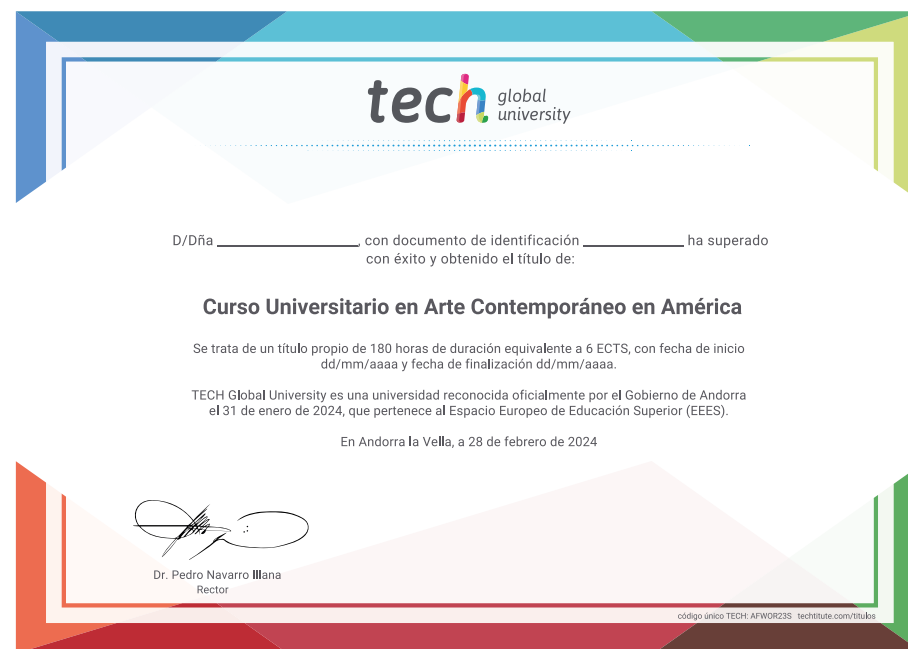 tech global university
D/Dña ____________________, con documento de identificación ______________ ha superado
con éxito y obtenido el título de:
Curso Universitario en Arte Contemporáneo en América
Se trata de un título propio de 180 horas de duración equivalente a 6 ECTS, con fecha de inicio
dd/mm/aaaa y fecha de finalización dd/mm/aaaa.
TECH Global University es una universidad reconocida oficialmente por el Gobierno de Andorra
el 31 de enero de 2024, que pertenece al Espacio Europeo de Educación Superior (EEES).
En Andorra la Vella, a 28 de febrero de 2024
Dr. Pedro Navarro Illana
Rector
código único TECH: AFWOR23S techtitute.com/titulos